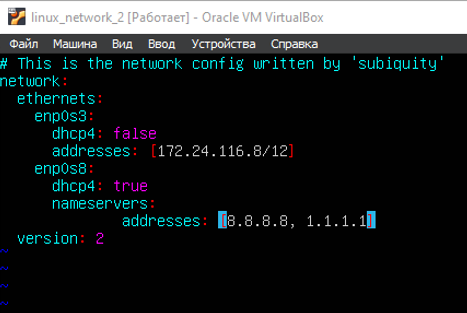 linux_network_2 [Работает] - Oracle VM VirtualBox
Файл Машина Вид Ввод Устройства Справка
# This is the network config written by 'subiquity'
network:
  ethernets:
    enp0s3:
      dhcp4: false
      addresses: [172.24.116.8/12]
    enp0s8:
      dhcp4: true
      nameservers:
              addresses: [8.8.8.8, 1.1.1.1]
  version: 2
~
~
~
~